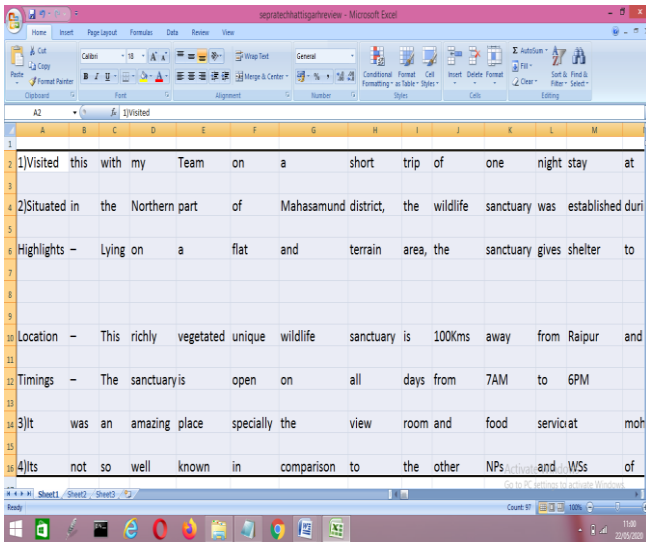 sepratechhattisgarhreview - Microsoft Excel
Home Insert Page Layout Formulas Data Review View
Cut Calibri 18 Wrap Text General Σ AutoSum
Copy Fill
Paste Format Painter Merge & Center Conditional Formatting Format as Table Cell Styles Insert Delete Format Clear Sort & Filter Find & Select
Clipboard Font Alignment Number Styles Cells Editing
A2 fx 1)Visited
A B C D E F G H I J K L M
1
2 1)Visited this with my Team on a short trip of one night stay at
3
4 2)Situated in the Northern part of Mahasamund district, the wildlife sanctuary was established duri
5
6 Highlights – Lying on a flat and terrain area, the sanctuary gives shelter to
7
8
9
10 Location – This richly vegetated unique wildlife sanctuary is 100Kms away from Raipur and
11
12 Timings – The sanctuary is open on all days from 7AM to 6PM
13
14 3)It was an amazing place specially the view room and food servic at moh
15
16 4)Its not so well known in comparison to the other NPs and WSs of
Activate Windows
Go to PC settings to activate Windows.
Sheet1 Sheet2 Sheet3
Ready Count: 97 100%
11:00
22/05/2020